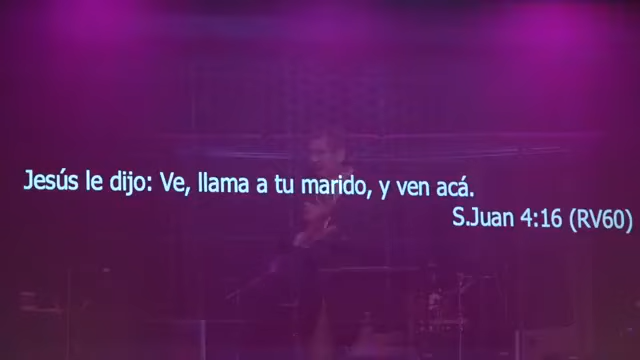 Jesús le dijo: Ve, llama a tu marido, y ven acá.
S.Juan 4:16 (RV60)